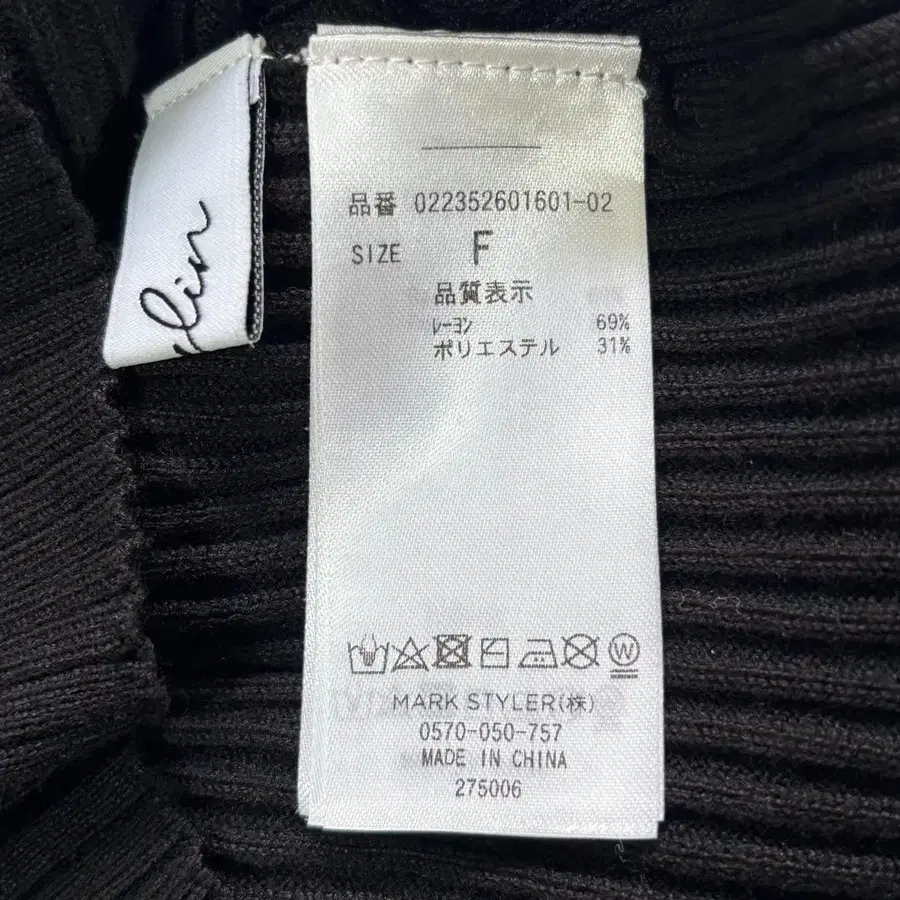 品番 022352601601-02
SIZE F
品質表示
レーヨン 69%
ポリエステル 31%
W
MARK STYLER(株)
0570-050-757
MADE IN CHINA
275006